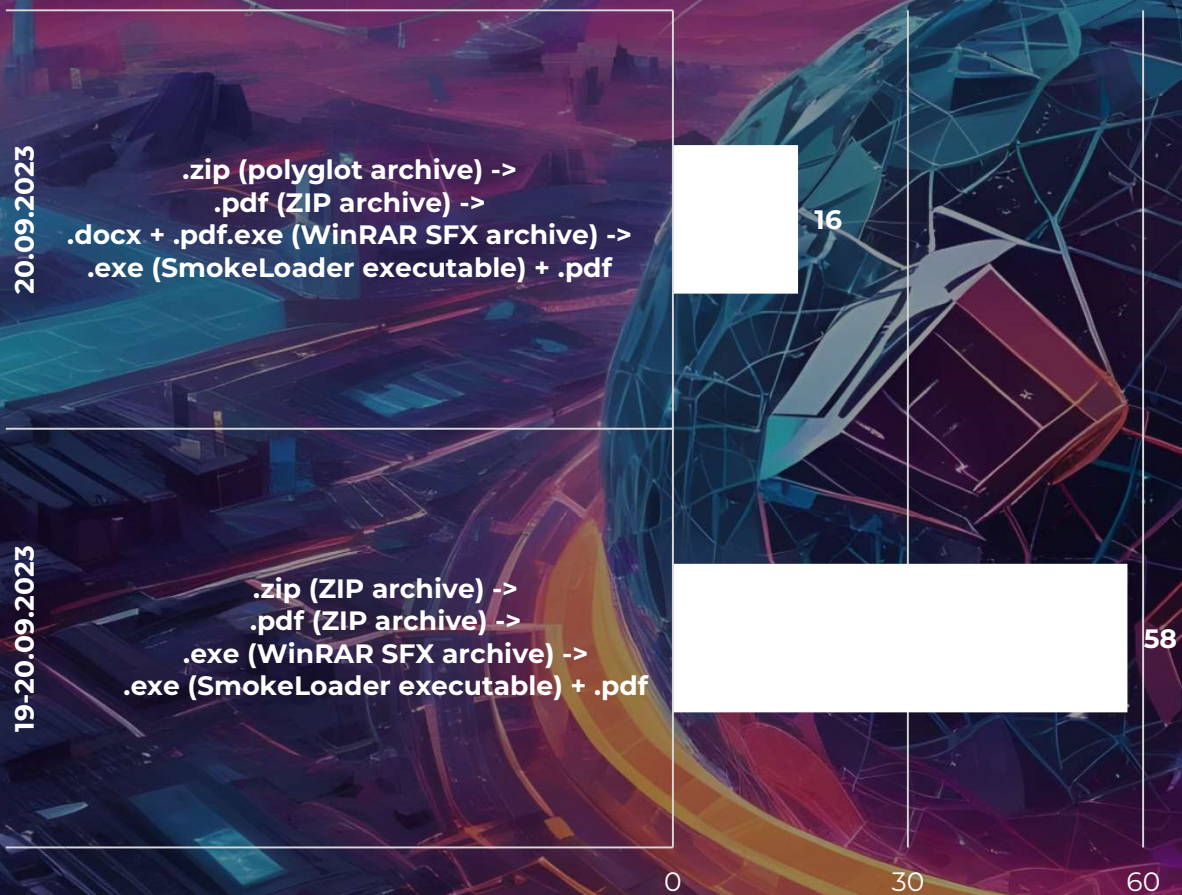 20.09.2023
.zip (polyglot archive) ->
.pdf (ZIP archive) ->
.docx + .pdf.exe (WinRAR SFX archive) ->
.exe (SmokeLoader executable) + .pdf
16
19-20.09.2023
.zip (ZIP archive) ->
.pdf (ZIP archive) ->
.exe (WinRAR SFX archive) ->
.exe (SmokeLoader executable) + .pdf
58
0 30 60